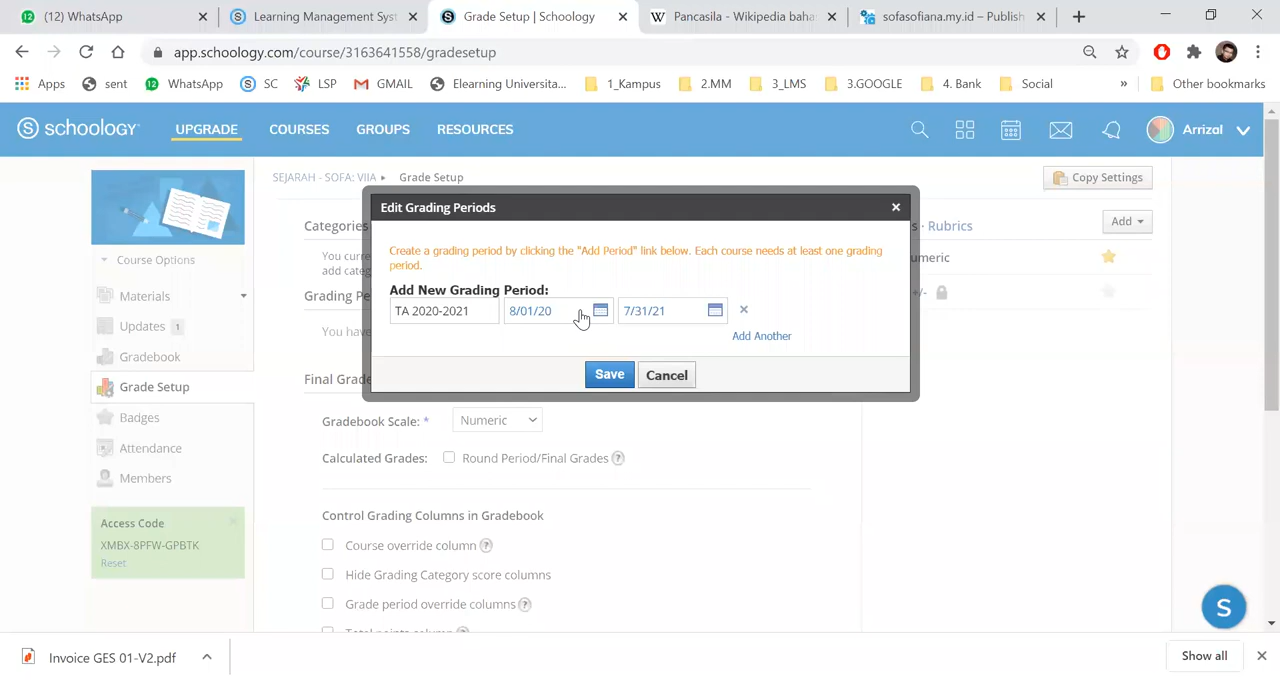 (12) WhatsApp
Learning Management Syst
Grade Setup | Schoology
Pancasila - Wikipedia baha
sofasofiana.my.id – Publish
app.schoology.com/course/3163641558/gradesetup
Apps
sent
WhatsApp
SC
LSP
GMAIL
Elearning Universita...
1_Kampus
2.MM
3_LMS
3.GOOGLE
4. Bank
Social
»
Other bookmarks
S schoology
UPGRADE
COURSES
GROUPS
RESOURCES
Arrizal
SEJARAH - SOFA: VIIA ▸ Grade Setup
Copy Settings
Edit Grading Periods
Categories
· Rubrics
Add
Course Options
Create a grading period by clicking the "Add Period" link below. Each course needs at least one grading
period.
You curre
add categ
umeric
Add New Grading Period:
Materials
Grading Pe
+/-
TA 2020-2021
8/01/20
7/31/21
Updates 1
You have
Add Another
Gradebook
Save
Cancel
Grade Setup
Final Grade
Badges
Gradebook Scale: *
Numeric
Attendance
Calculated Grades:
Round Period/Final Grades ?
Members
Access Code
XMBX-8PFW-GPBTK
Reset
Control Grading Columns in Gradebook
Course override column ?
Hide Grading Category score columns
Grade period override columns ?
Total points column ?
S
Invoice GES 01-V2.pdf
Show all